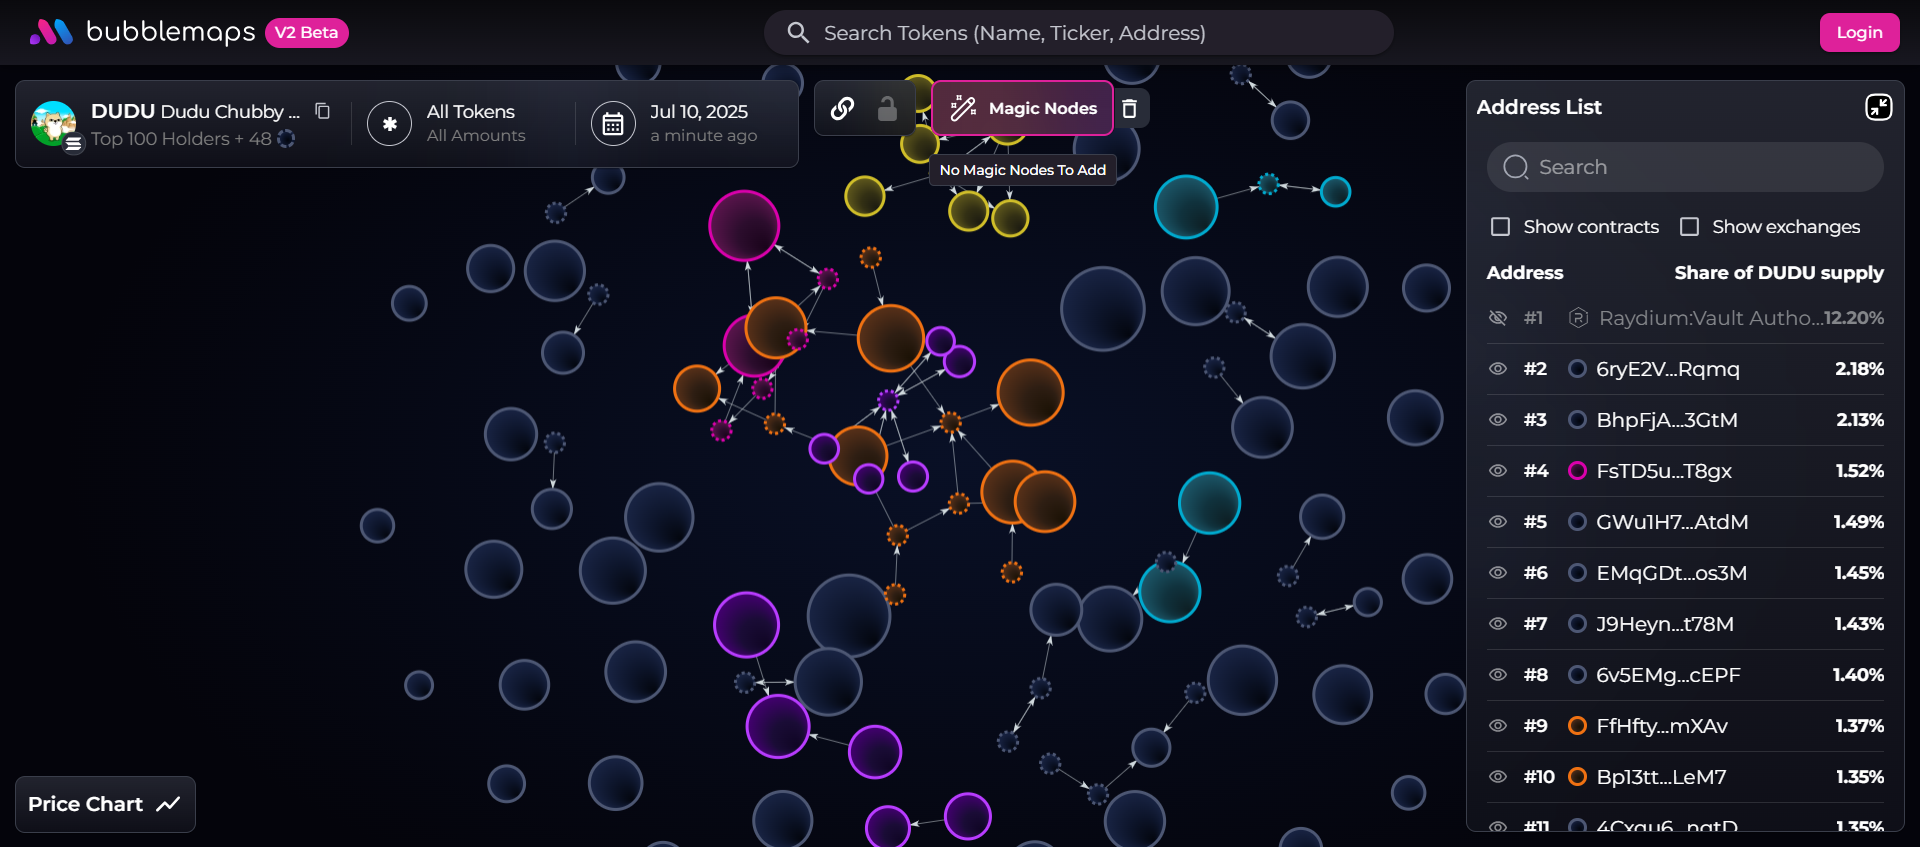 bubblemaps V2 Beta
Search Tokens (Name, Ticker, Address)
Login
DUDU Dudu Chubby ...
Top 100 Holders + 48
All Tokens
All Amounts
Jul 10, 2025
a minute ago
Magic Nodes
No Magic Nodes To Add
Address List
Search
Show contracts
Show exchanges
Address Share of DUDU supply
#1 Raydium:Vault Autho... 12.20%
#2 6ryE2V...Rqmq 2.18%
#3 BhpFjA...3GtM 2.13%
#4 FsTD5u...T8gx 1.52%
#5 GWu1H7...AtdM 1.49%
#6 EMqGDt...os3M 1.45%
#7 J9Heyn...t78M 1.43%
#8 6v5EMg...cEPF 1.40%
#9 FfHfty...mXAv 1.37%
#10 Bp13tt...LeM7 1.35%
#11 1.35%
Price Chart